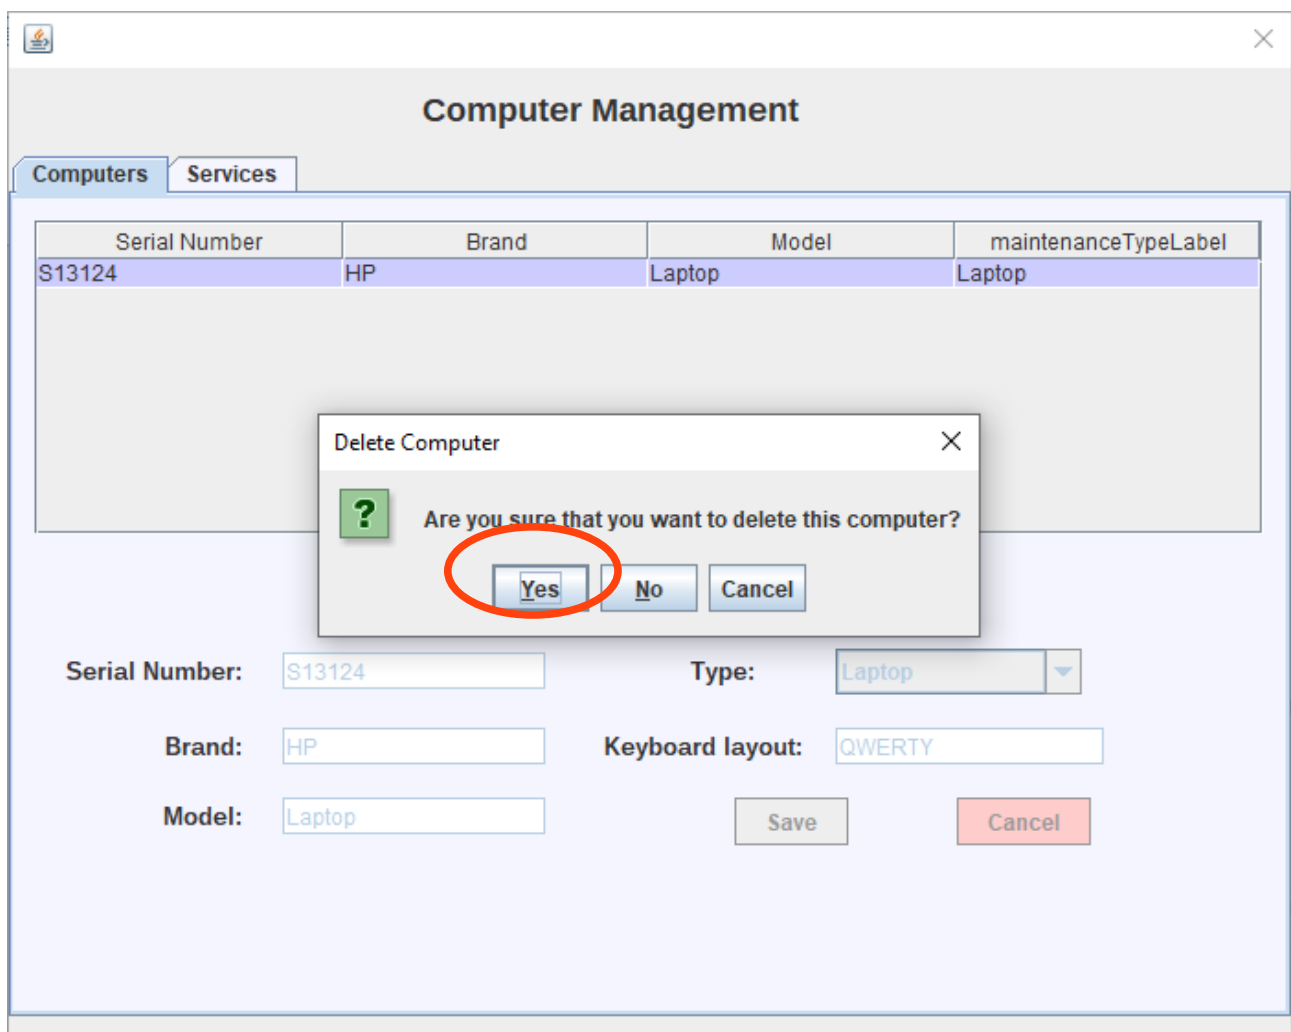 Computer Management
Computers Services
Serial Number Brand Model maintenanceTypeLabel
S13124 HP Laptop Laptop
Delete Computer
?
Are you sure that you want to delete this computer?
Yes No Cancel
Serial Number: S13124 Type: Laptop
Brand: HP Keyboard layout: QWERTY
Model: Laptop Save Cancel